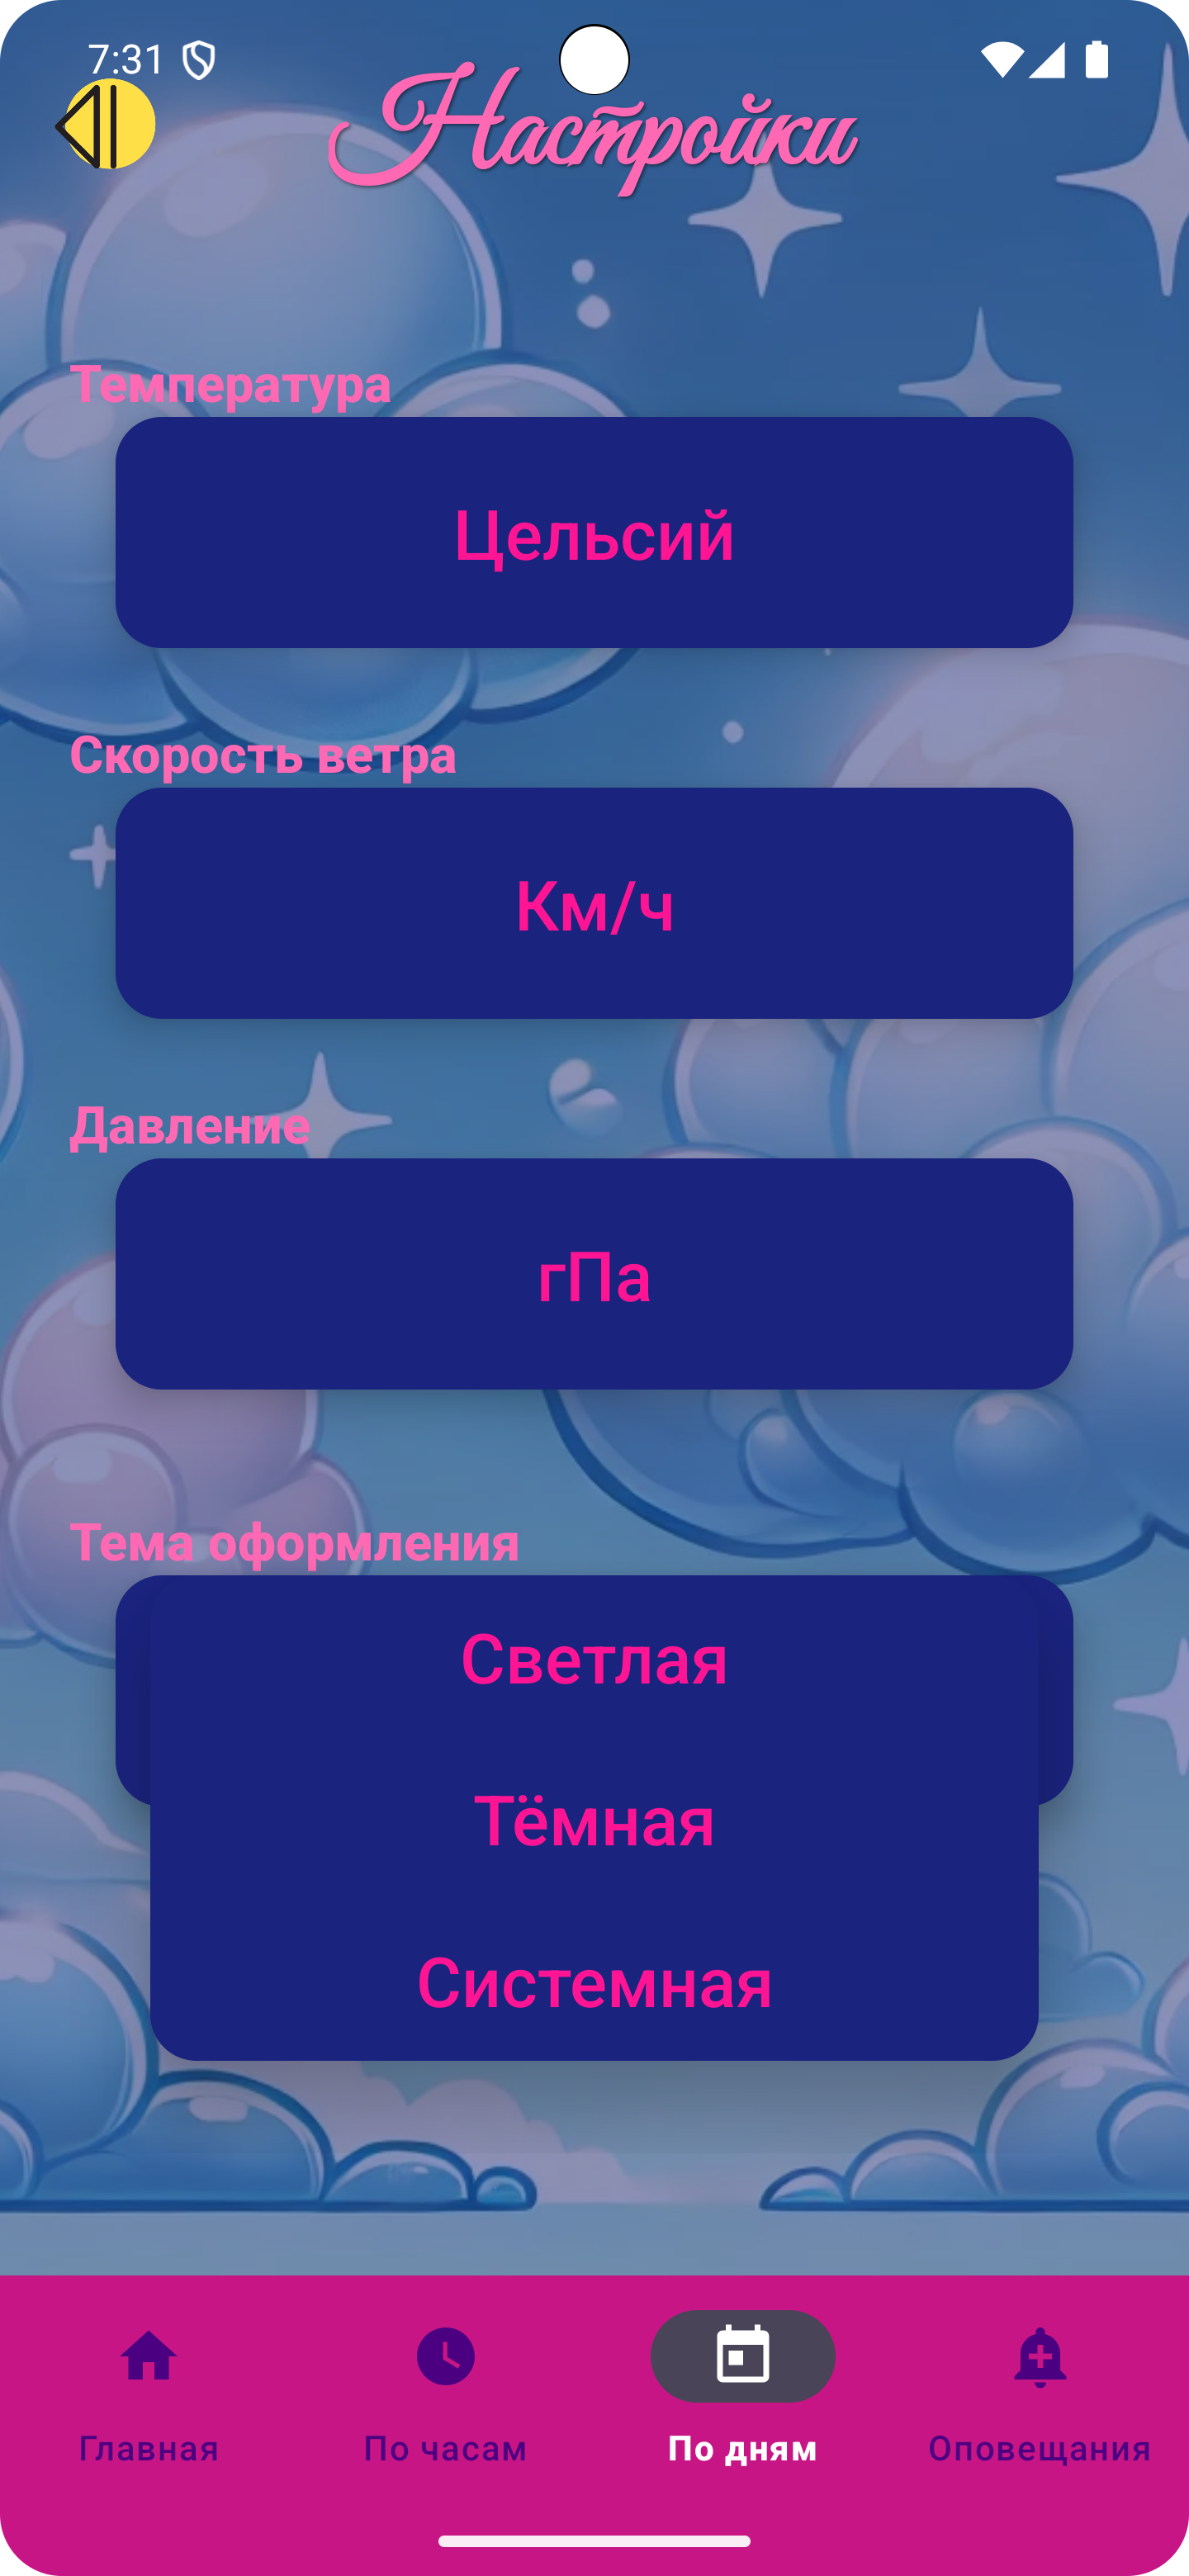 7:31
Настройки
Температура
Цельсий
Скорость ветра
Км/ч
Давление
гПа
Тема оформления
Светлая
Тёмная
Системная
Главная
По часам
По дням
Оповещания